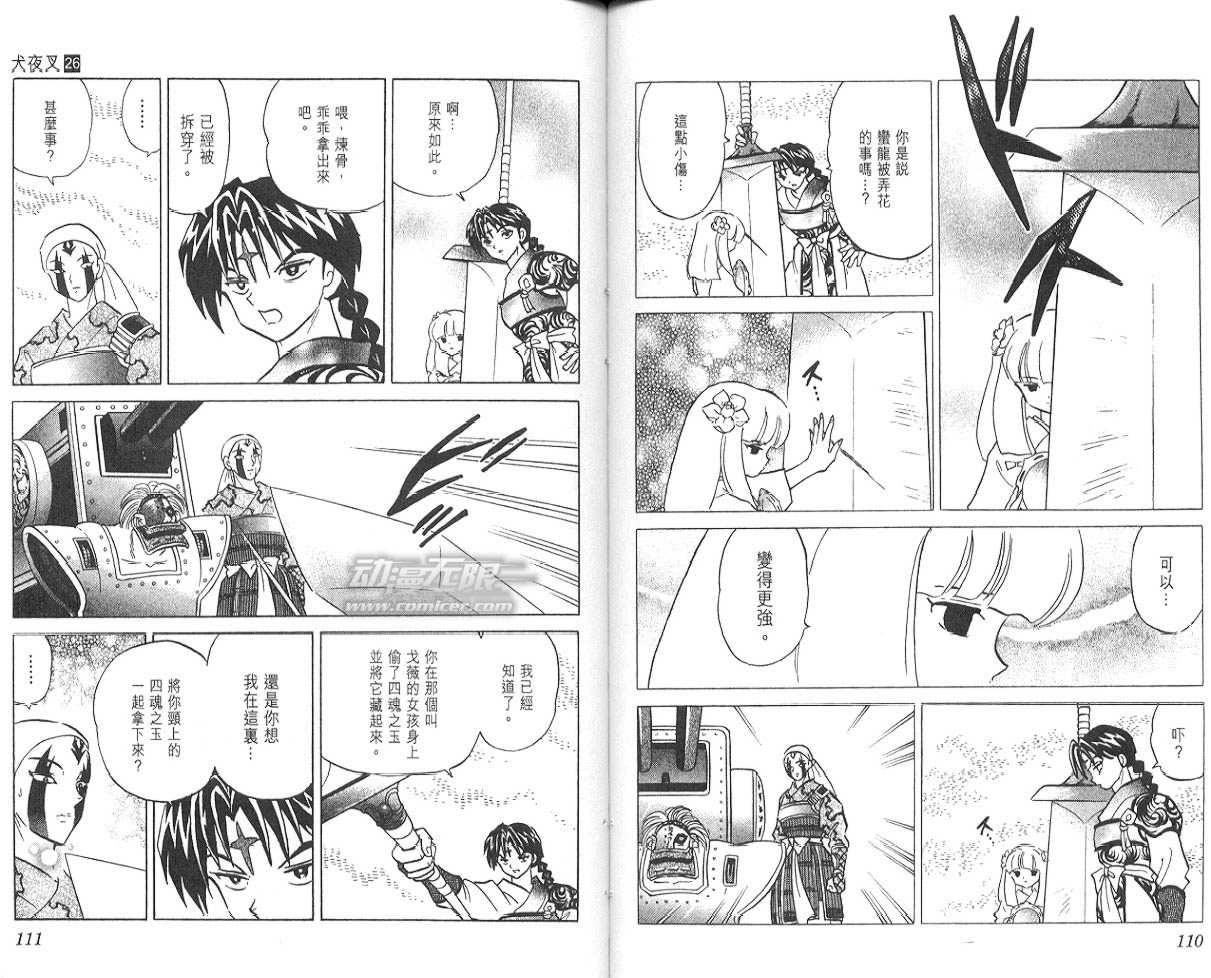 你是説
蠻龍被弄花
的事嗎…?
這點小傷…
可以…
變得更強。
吓?
110
犬夜叉 26
啊…
原來如此。
喂,煉骨,
乖乖拿出來
吧。
已經被
拆穿了。
……
甚麼事?
动漫无限
www.comicer.com
我已經
知道了。
你在那個叫
戈薇的女孩身上
偷了四魂之玉
並將它藏起來。
還是你想
我在這裏…
將你頸上的
四魂之玉
一起拿下來?
……
111